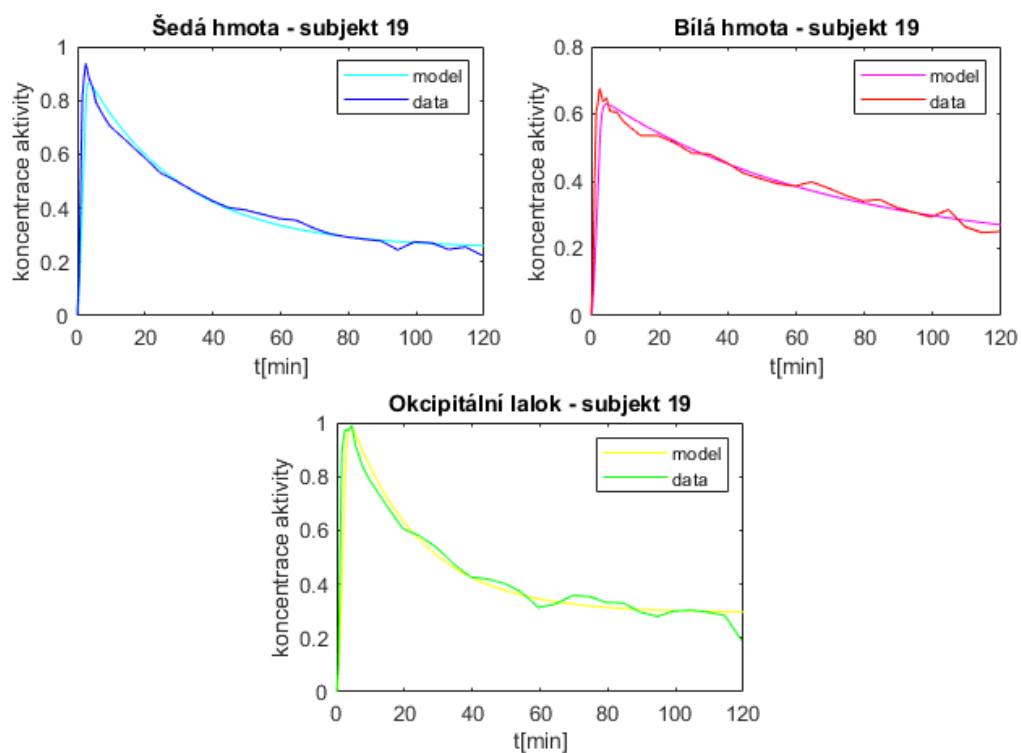 Šedá hmota - subjekt 19
1
0.8
0.6
0.4
0.2
0
koncentrace aktivity
model
data
0 20 40 60 80 100 120
t[min]
Bílá hmota - subjekt 19
0.8
0.6
0.4
0.2
0
koncentrace aktivity
model
data
0 20 40 60 80 100 120
t[min]
Okcipitální lalok - subjekt 19
1
0.8
0.6
0.4
0.2
0
koncentrace aktivity
model
data
0 20 40 60 80 100 120
t[min]